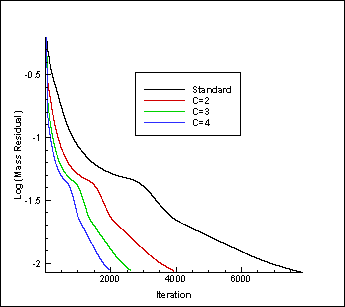 -0.5
Standard
C=2
C=3
C=4
-1
Log (Mass Residual)
-1.5
-2
2000
4000
6000
Iteration